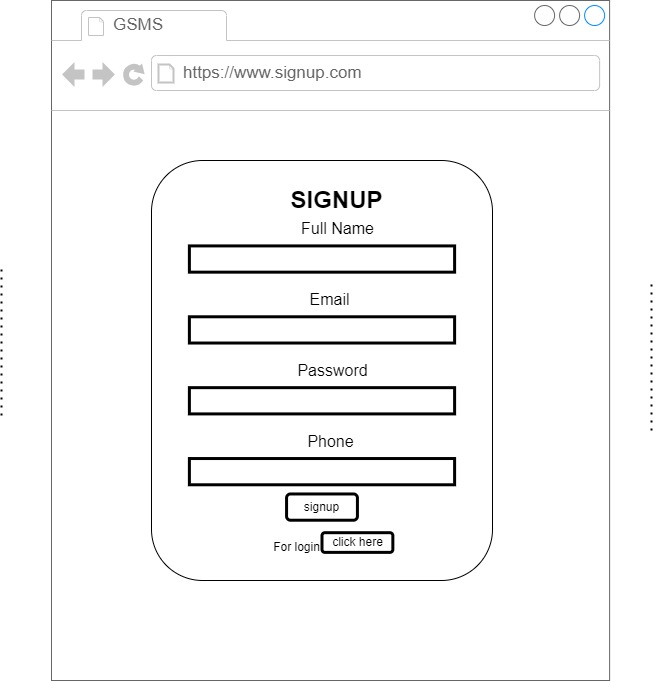 GSMS
https://www.signup.com
SIGNUP
Full Name
Email
Password
Phone
signup
For login click here